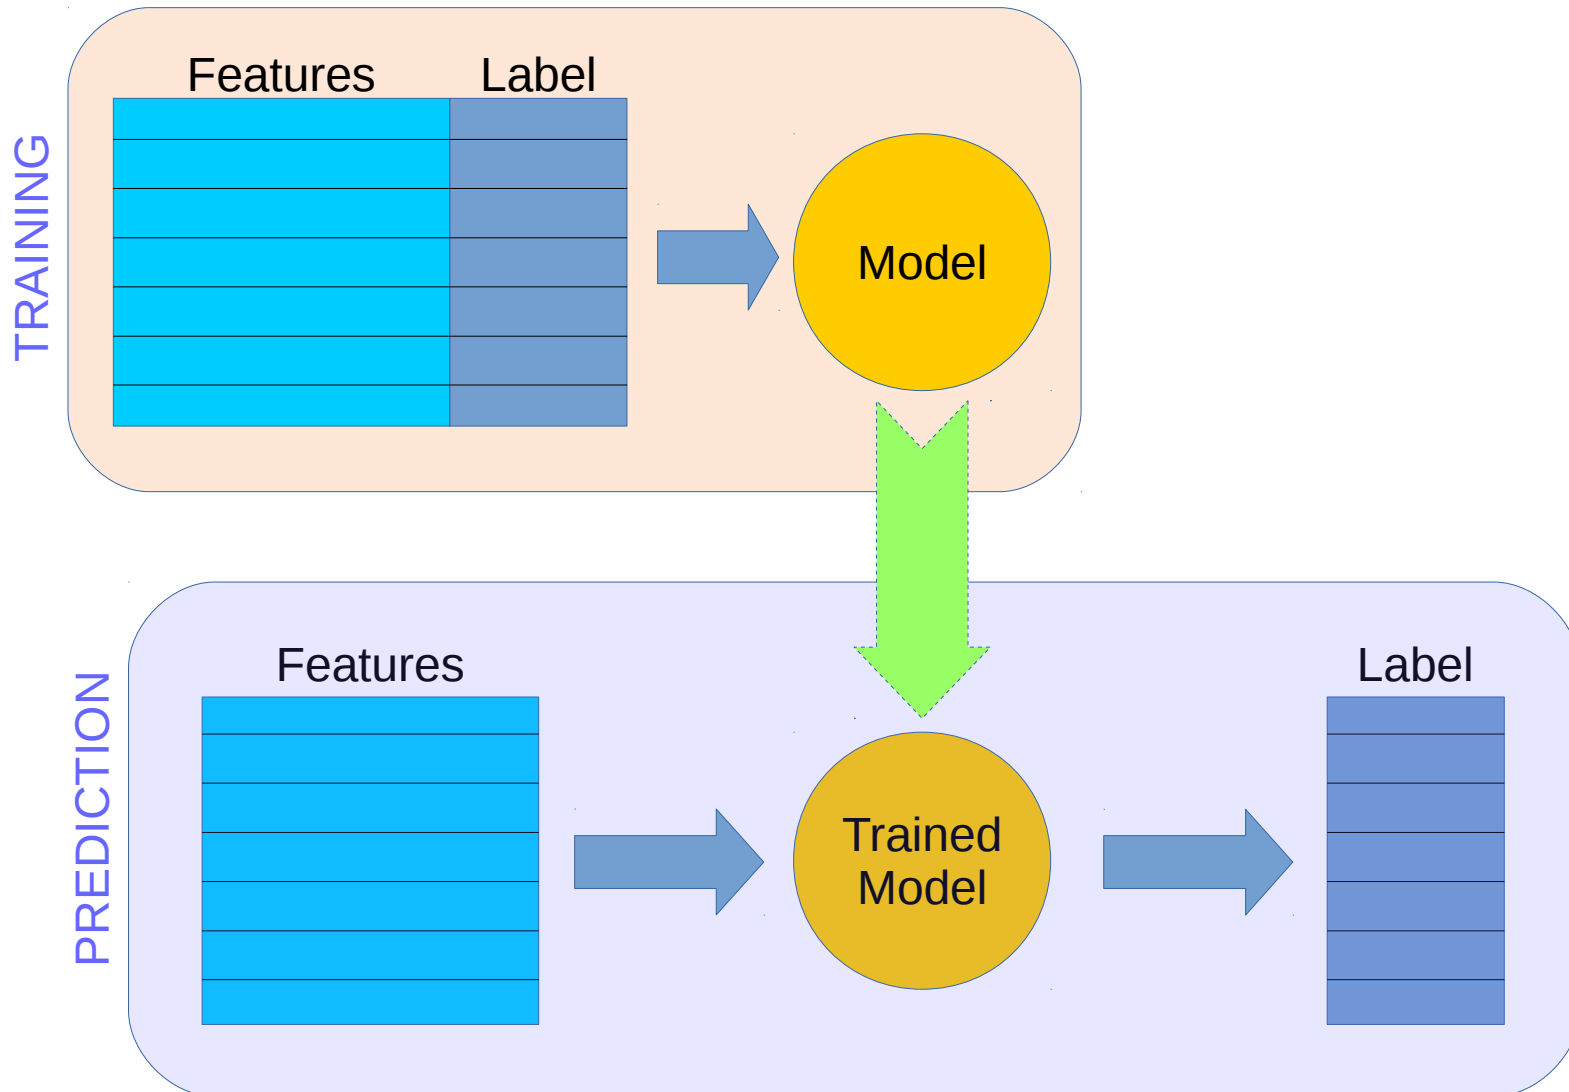 TRAINING
Features
Label
Model
PREDICTION
Features
Label
Trained
Model